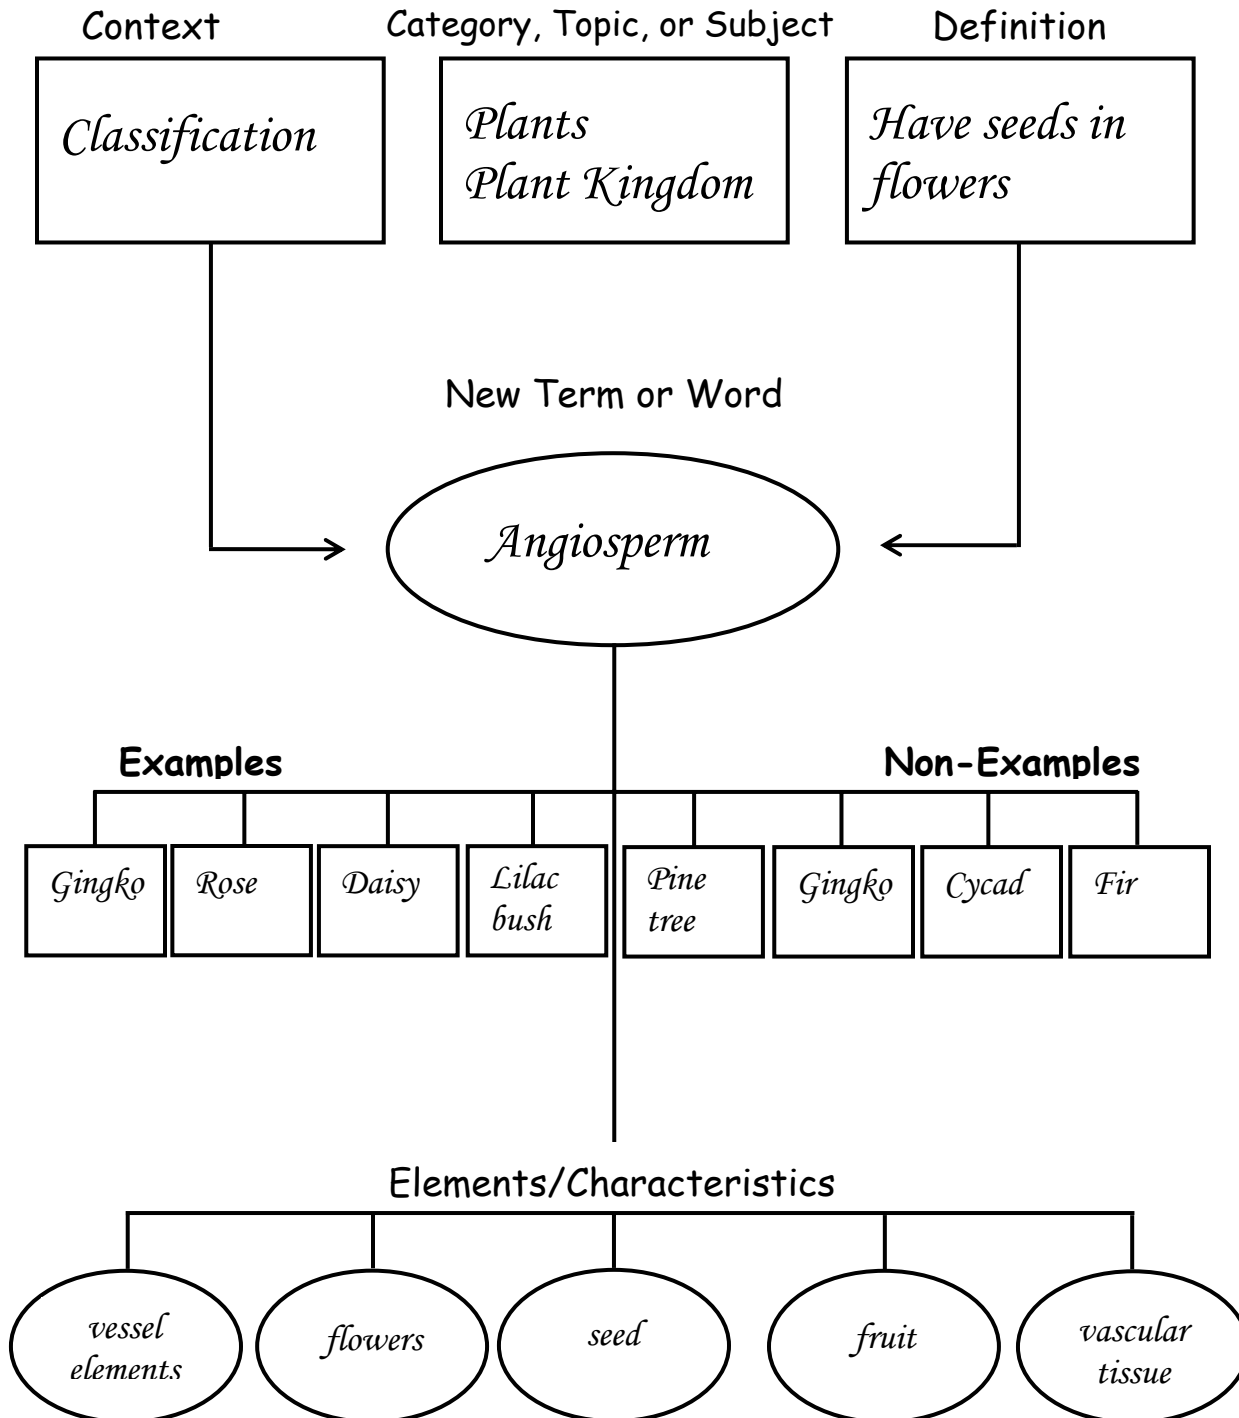 Context
Category, Topic, or Subject
Definition
Classification
Plants
Plant Kingdom
Have seeds in
flowers
New Term or Word
Angiosperm
Examples
Non-Examples
Gingko
Rose
Daisy
Lilac
bush
Pine
tree
Gingko
Cycad
Fir
Elements/Characteristics
vessel
elements
flowers
seed
fruit
vascular
tissue